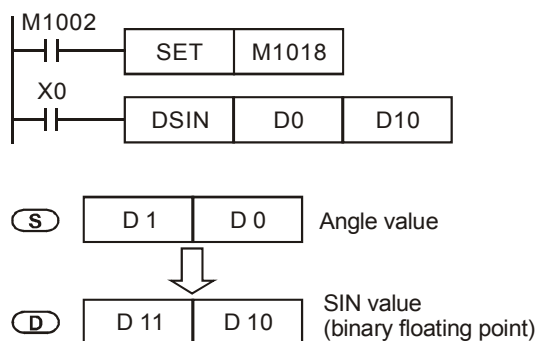 M1002
SET M1018
X0
DSIN D0 D10
S D 1 D 0 Angle value
D D 11 D 10 SIN value
(binary floating point)